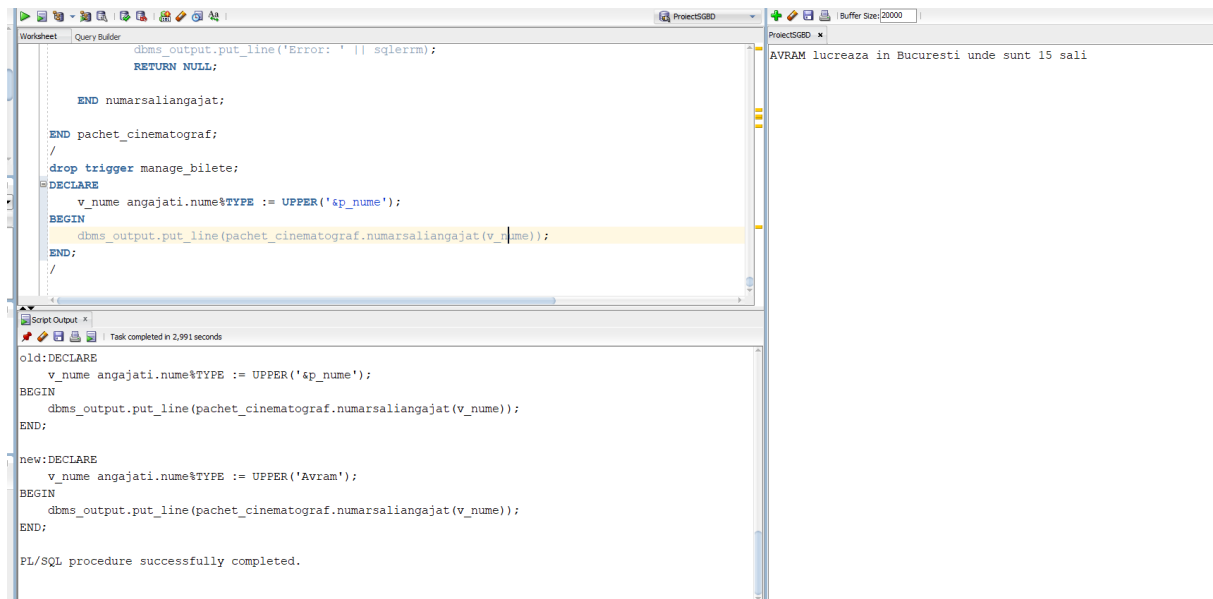 ProiectSGBD
Buffer Size: 20000
Worksheet Query Builder
ProiectSGBD
dbms_output.put_line('Error: ' || sqlerrm);
RETURN NULL;
END numarsaliangajat;
END pachet_cinematograf;
/
drop trigger manage_bilete;
DECLARE
v_nume angajati.nume%TYPE := UPPER('&p_nume');
BEGIN
dbms_output.put_line(pachet_cinematograf.numarsaliangajat(v_nume));
END;
/
AVRAM lucreaza in Bucuresti unde sunt 15 sali
Script Output
Task completed in 2,991 seconds
old:DECLARE
v_nume angajati.nume%TYPE := UPPER('&p_nume');
BEGIN
dbms_output.put_line(pachet_cinematograf.numarsaliangajat(v_nume));
END;
new:DECLARE
v_nume angajati.nume%TYPE := UPPER('Avram');
BEGIN
dbms_output.put_line(pachet_cinematograf.numarsaliangajat(v_nume));
END;
PL/SQL procedure successfully completed.